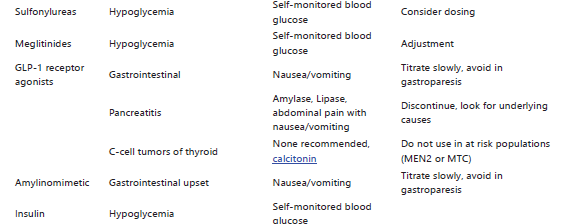 Sulfonylureas Hypoglycemia Self-monitored blood glucose Consider dosing
Meglitinides Hypoglycemia Self-monitored blood glucose Adjustment
GLP-1 receptor agonists Gastrointestinal Nausea/vomiting Titrate slowly, avoid in gastroparesis
Pancreatitis Amylase, Lipase, abdominal pain with nausea/vomiting Discontinue, look for underlying causes
C-cell tumors of thyroid None recommended, calcitonin Do not use in at risk populations (MEN2 or MTC)
Amylinomimetic Gastrointestinal upset Nausea/vomiting Titrate slowly, avoid in gastroparesis
Insulin Hypoglycemia Self-monitored blood glucose